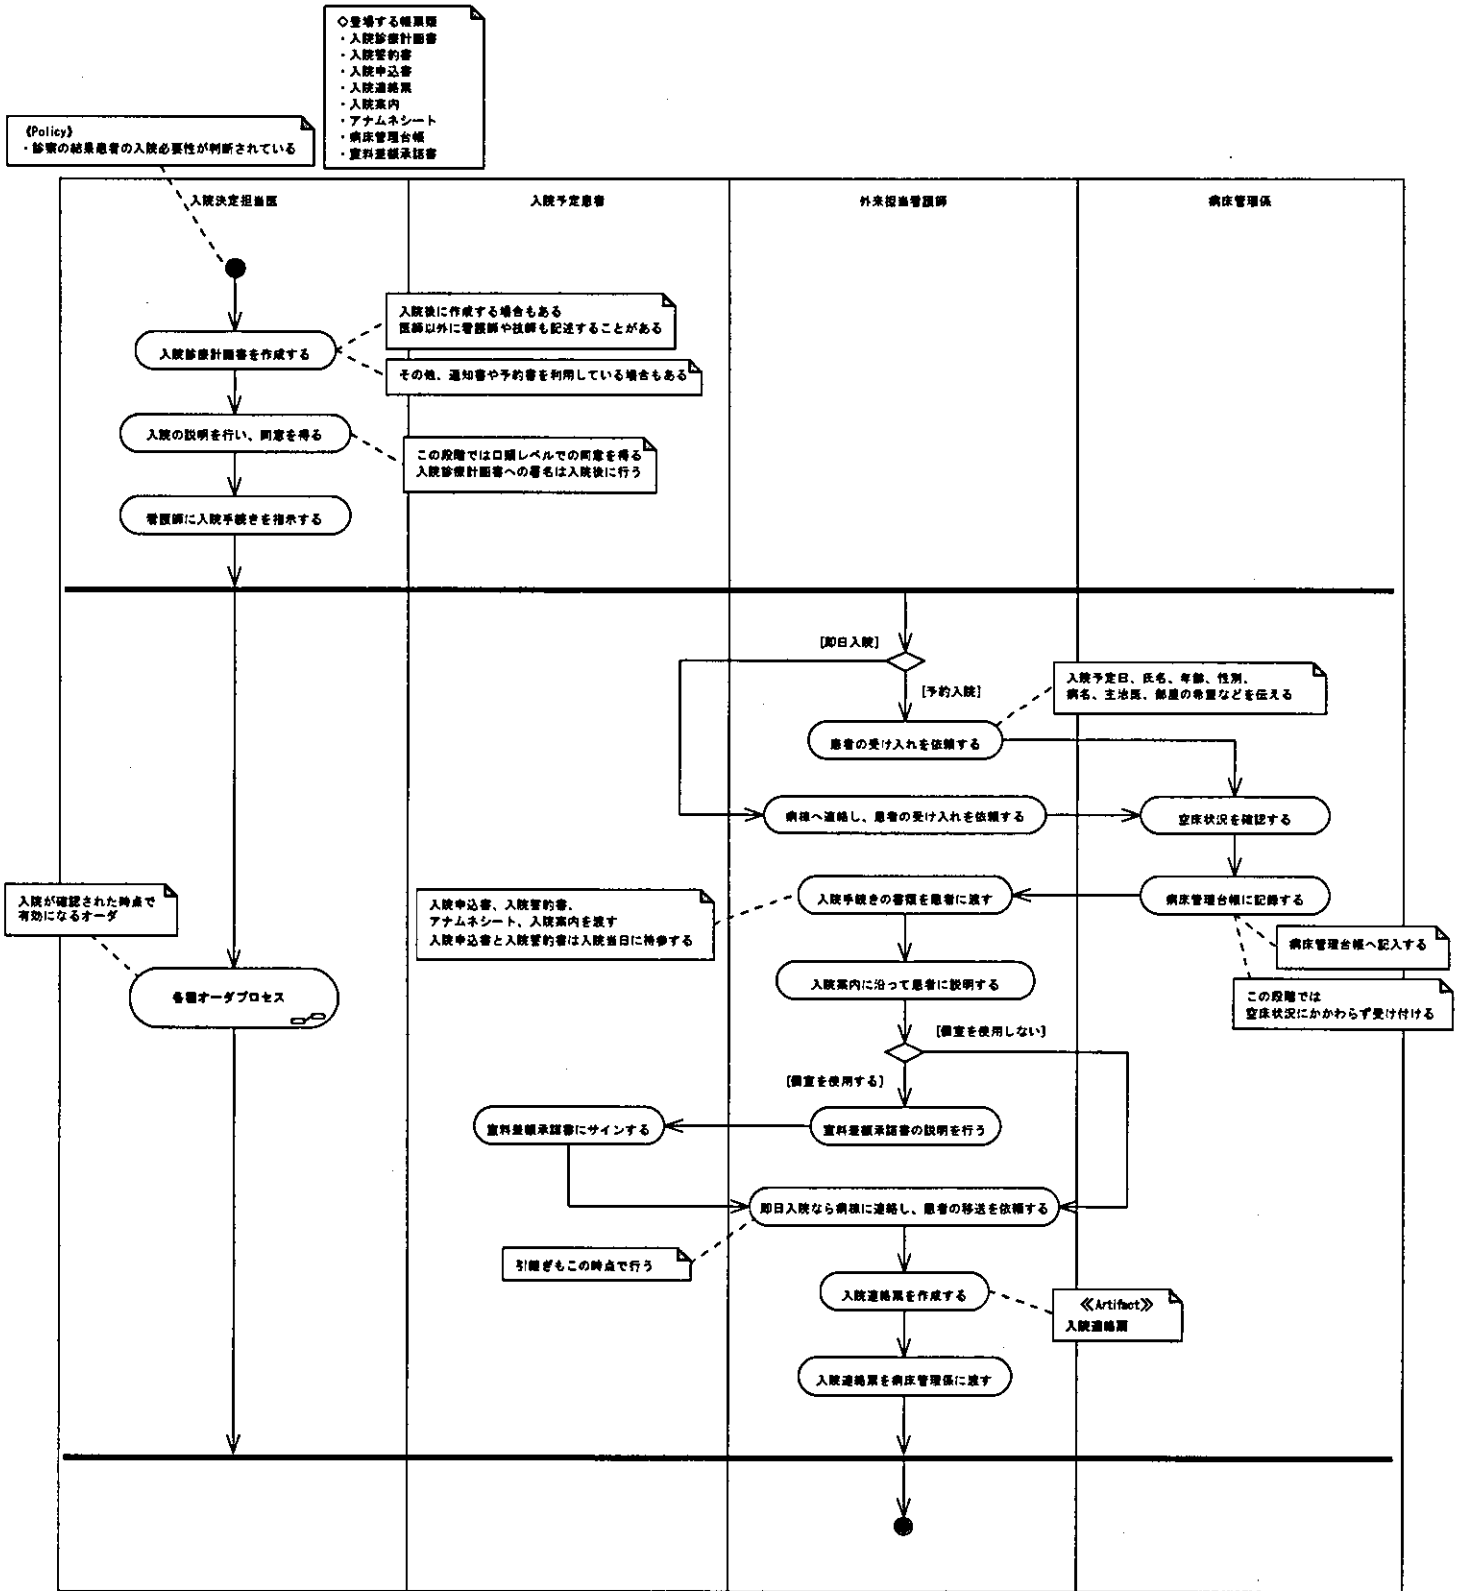 ◇登場する帳票類
・入院診療計画書
・入院誓約書
・入院申込書
・入院連絡票
・入院案内
・アナムネシート
・病床管理台帳
・室料差額承諾書
《Policy》
・診察の結果患者の入院必要性が判断されている
入院決定担当医
入院予定患者
外来担当看護師
病床管理係
入院後に作成する場合もある
医師以外に看護師や技師も記述することがある
入院診療計画書を作成する
その他、通知書や予約書を利用している場合もある
入院の説明を行い、同意を得る
この段階では口頭レベルでの同意を得る
入院診療計画書への署名は入院後に行う
看護師に入院手続きを指示する
[即日入院]
[予約入院]
入院予定日、氏名、年齢、性別、
病名、主治医、部屋の希望などを伝える
患者の受け入れを依頼する
病棟へ連絡し、患者の受け入れを依頼する
空床状況を確認する
入院が確認された時点で
有効になるオーダ
入院申込書、入院誓約書、
アナムネシート、入院案内を渡す
入院申込書と入院誓約書は入院当日に持参する
入院手続きの書類を患者に渡す
病床管理台帳に記録する
病床管理台帳へ記入する
各種オーダプロセス
入院案内に沿って患者に説明する
この段階では
空床状況にかかわらず受け付ける
[個室を使用しない]
[個室を使用する]
室料差額承諾書にサインする
室料差額承諾書の説明を行う
即日入院なら病棟に連絡し、患者の移送を依頼する
引継ぎもこの時点で行う
入院連絡票を作成する
≪Artifact≫
入院連絡票
入院連絡票を病床管理係に渡す